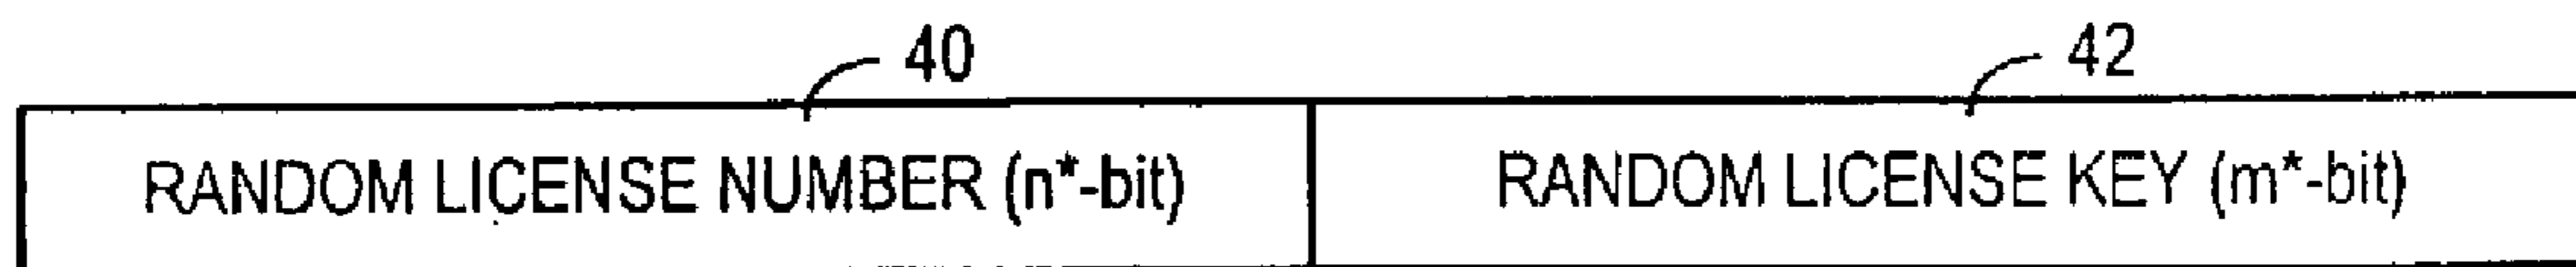 40 42
RANDOM LICENSE NUMBER (n*-bit) RANDOM LICENSE KEY (m*-bit)